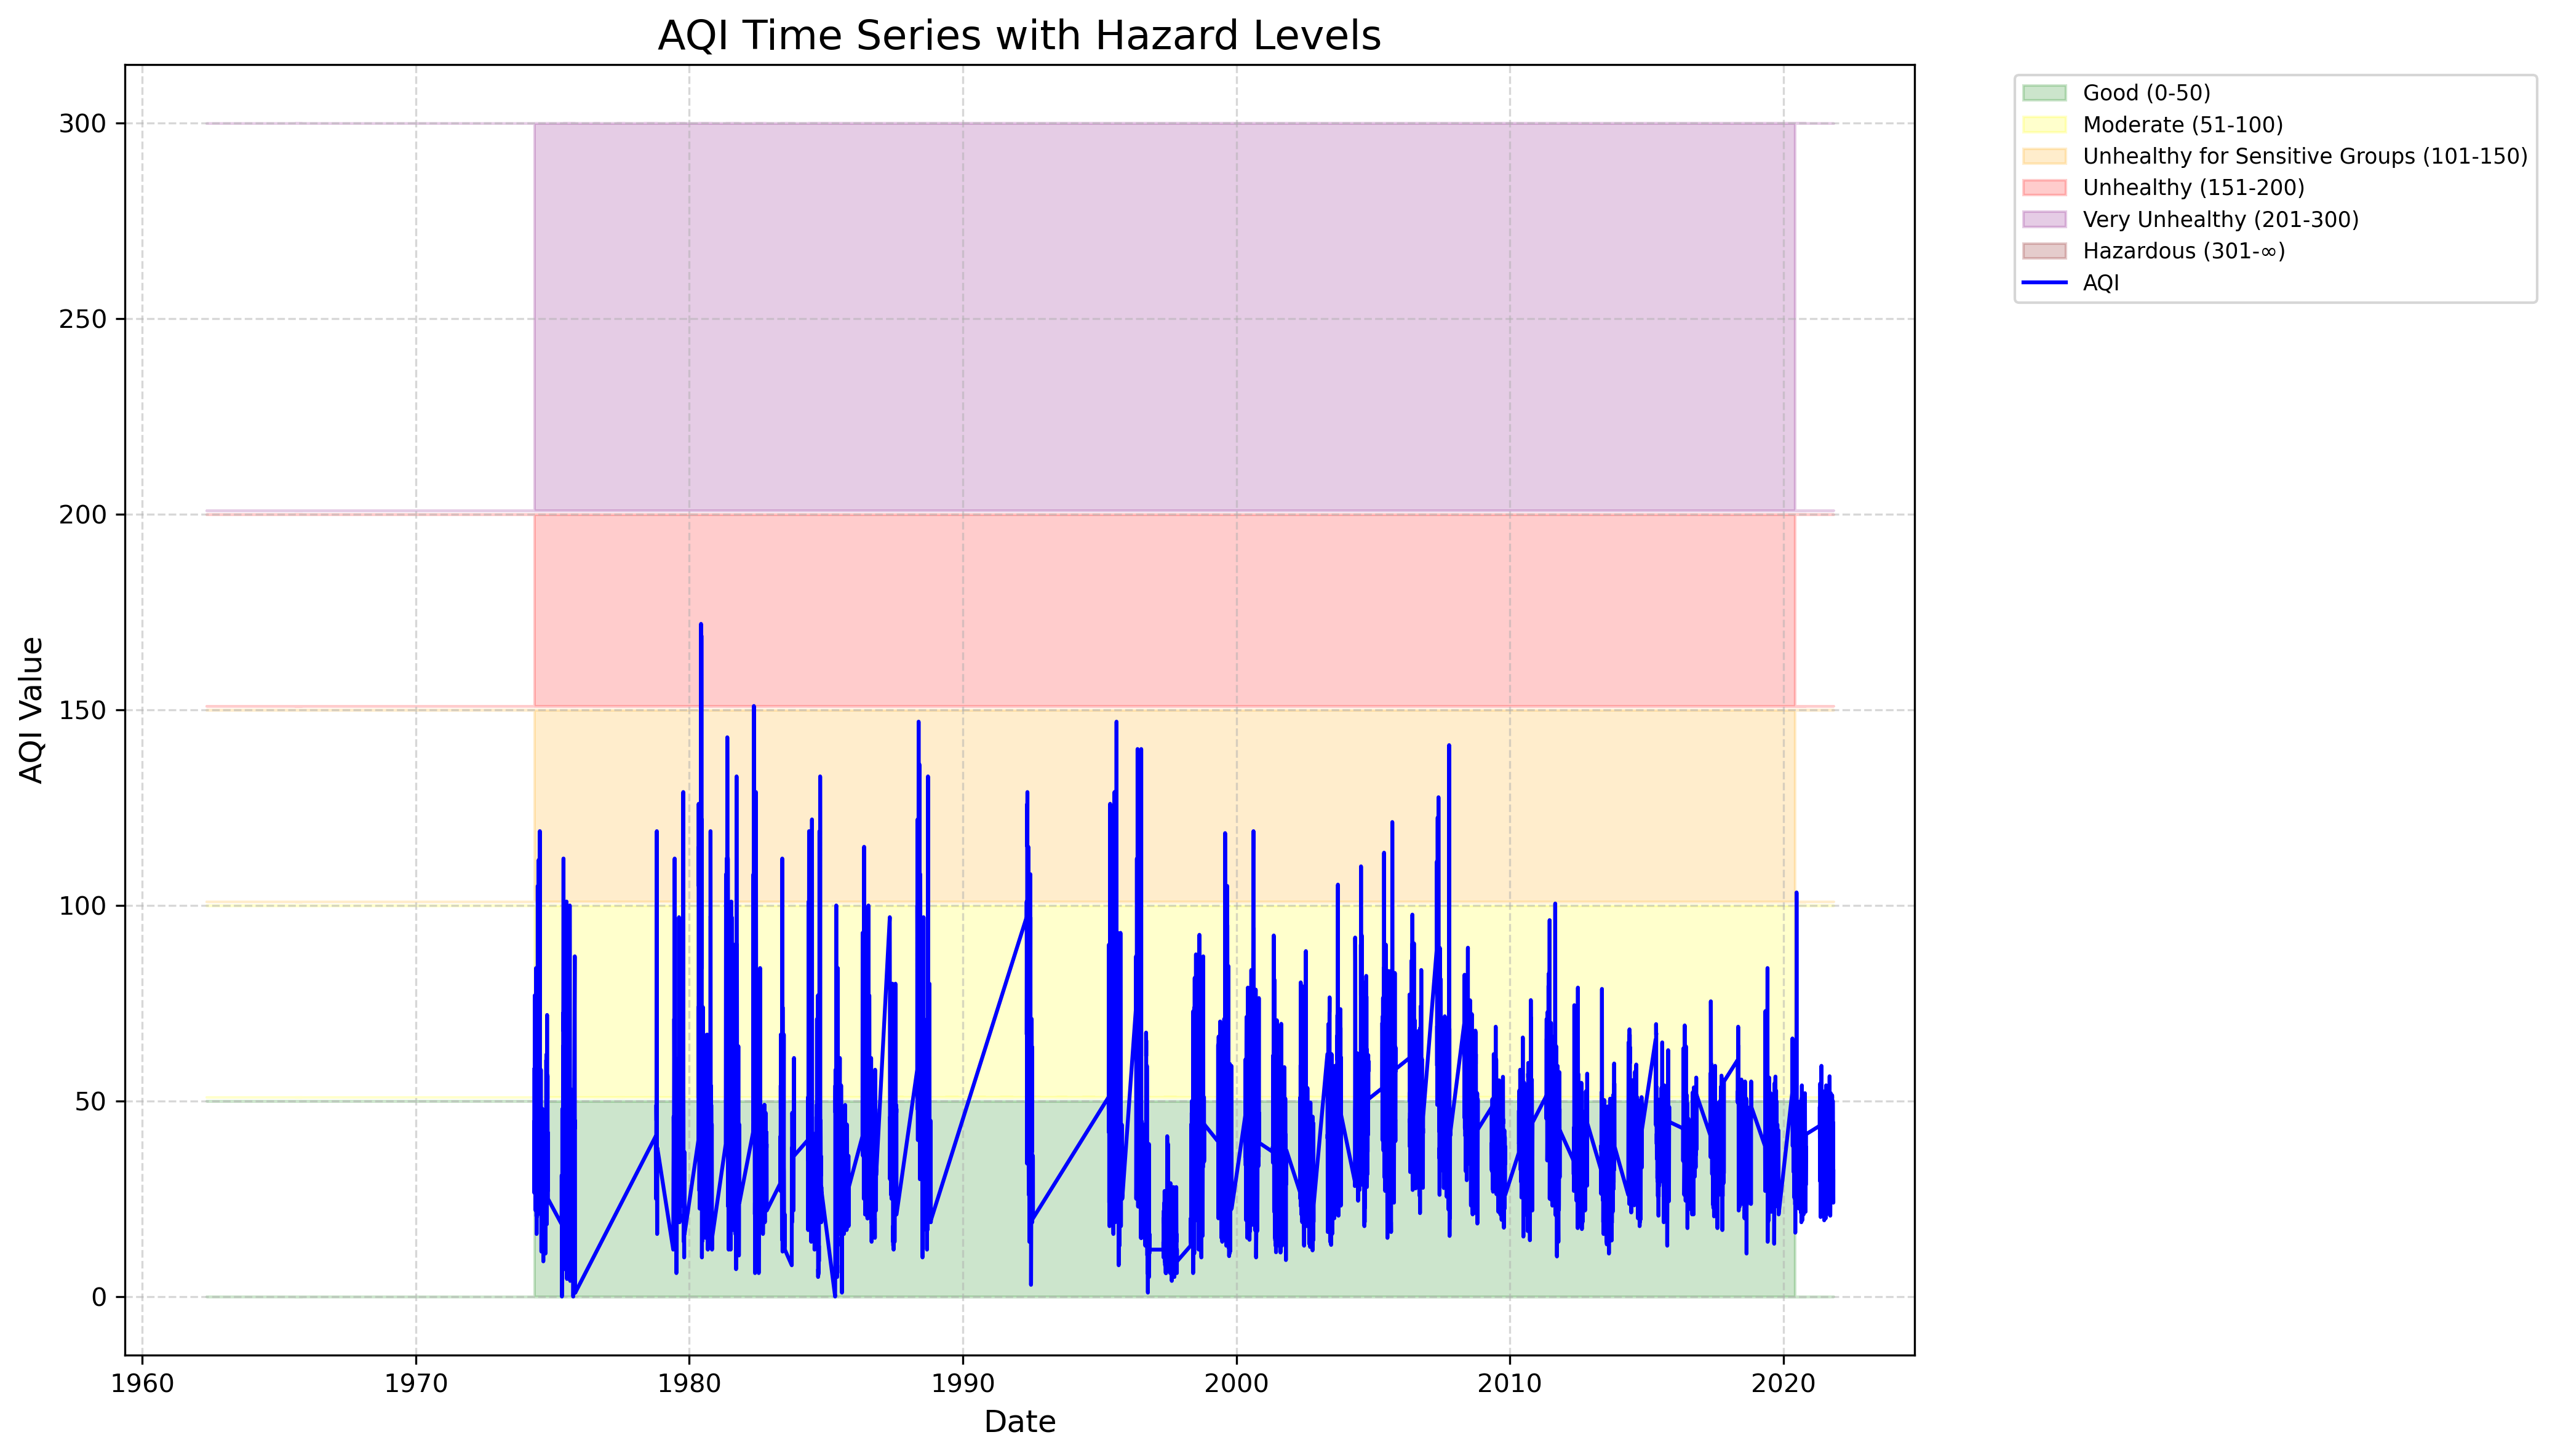 AQI Time Series with Hazard Levels
Good (0-50)
Moderate (51-100)
Unhealthy for Sensitive Groups (101-150)
Unhealthy (151-200)
Very Unhealthy (201-300)
Hazardous (301-∞)
AQI
AQI Value
300
250
200
150
100
50
0
1960
1970
1980
1990
2000
2010
2020
Date